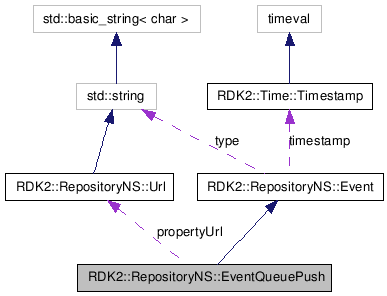 std::basic_string< char >
timeval
std::string
RDK2::Time::Timestamp
type
timestamp
RDK2::RepositoryNS::Url
RDK2::RepositoryNS::Event
propertyUrl
RDK2::RepositoryNS::EventQueuePush